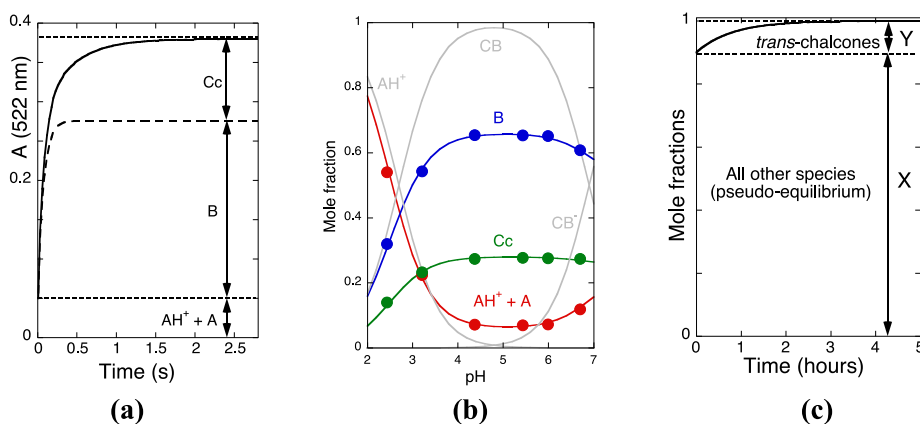 0.4
0.2
0
A (522 nm)
Cc
B
AH⁺ + A
0 0.5 1 1.5 2 2.5
Time (s)
(a)
1
0.8
0.6
0.4
0.2
0
Mole fraction
AH⁺
CB
B
CB⁻
Cc
AH⁺ + A
2 3 4 5 6 7
pH
(b)
1
0
Mole fractions
trans-chalcones
Y
All other species
(pseudo-equilibrium)
X
0 1 2 3 4 5
Time (hours)
(c)